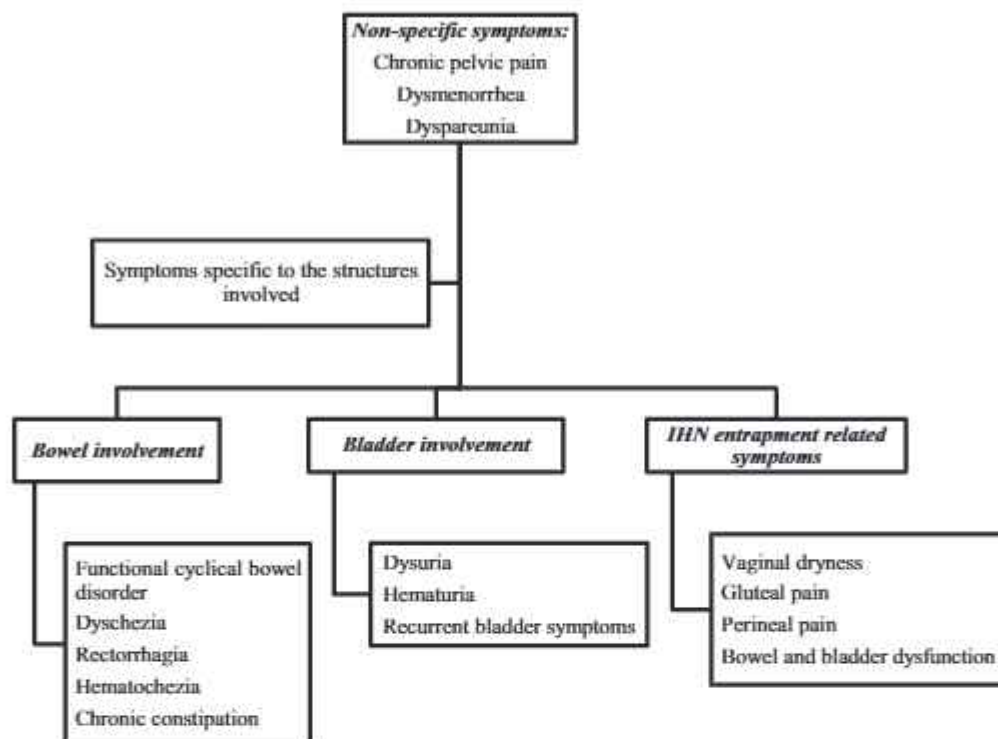 Non-specific symptoms:
Chronic pelvic pain
Dysmenorrhea
Dyspareunia
Symptoms specific to the structures
involved
Bowel involvement
Bladder involvement
IHN entrapment related
symptoms
Functional cyclical bowel
disorder
Dyschezia
Rectorrhagia
Hematochezia
Chronic constipation
Dysuria
Hematuria
Recurrent bladder symptoms
Vaginal dryness
Gluteal pain
Perineal pain
Bowel and bladder dysfunction